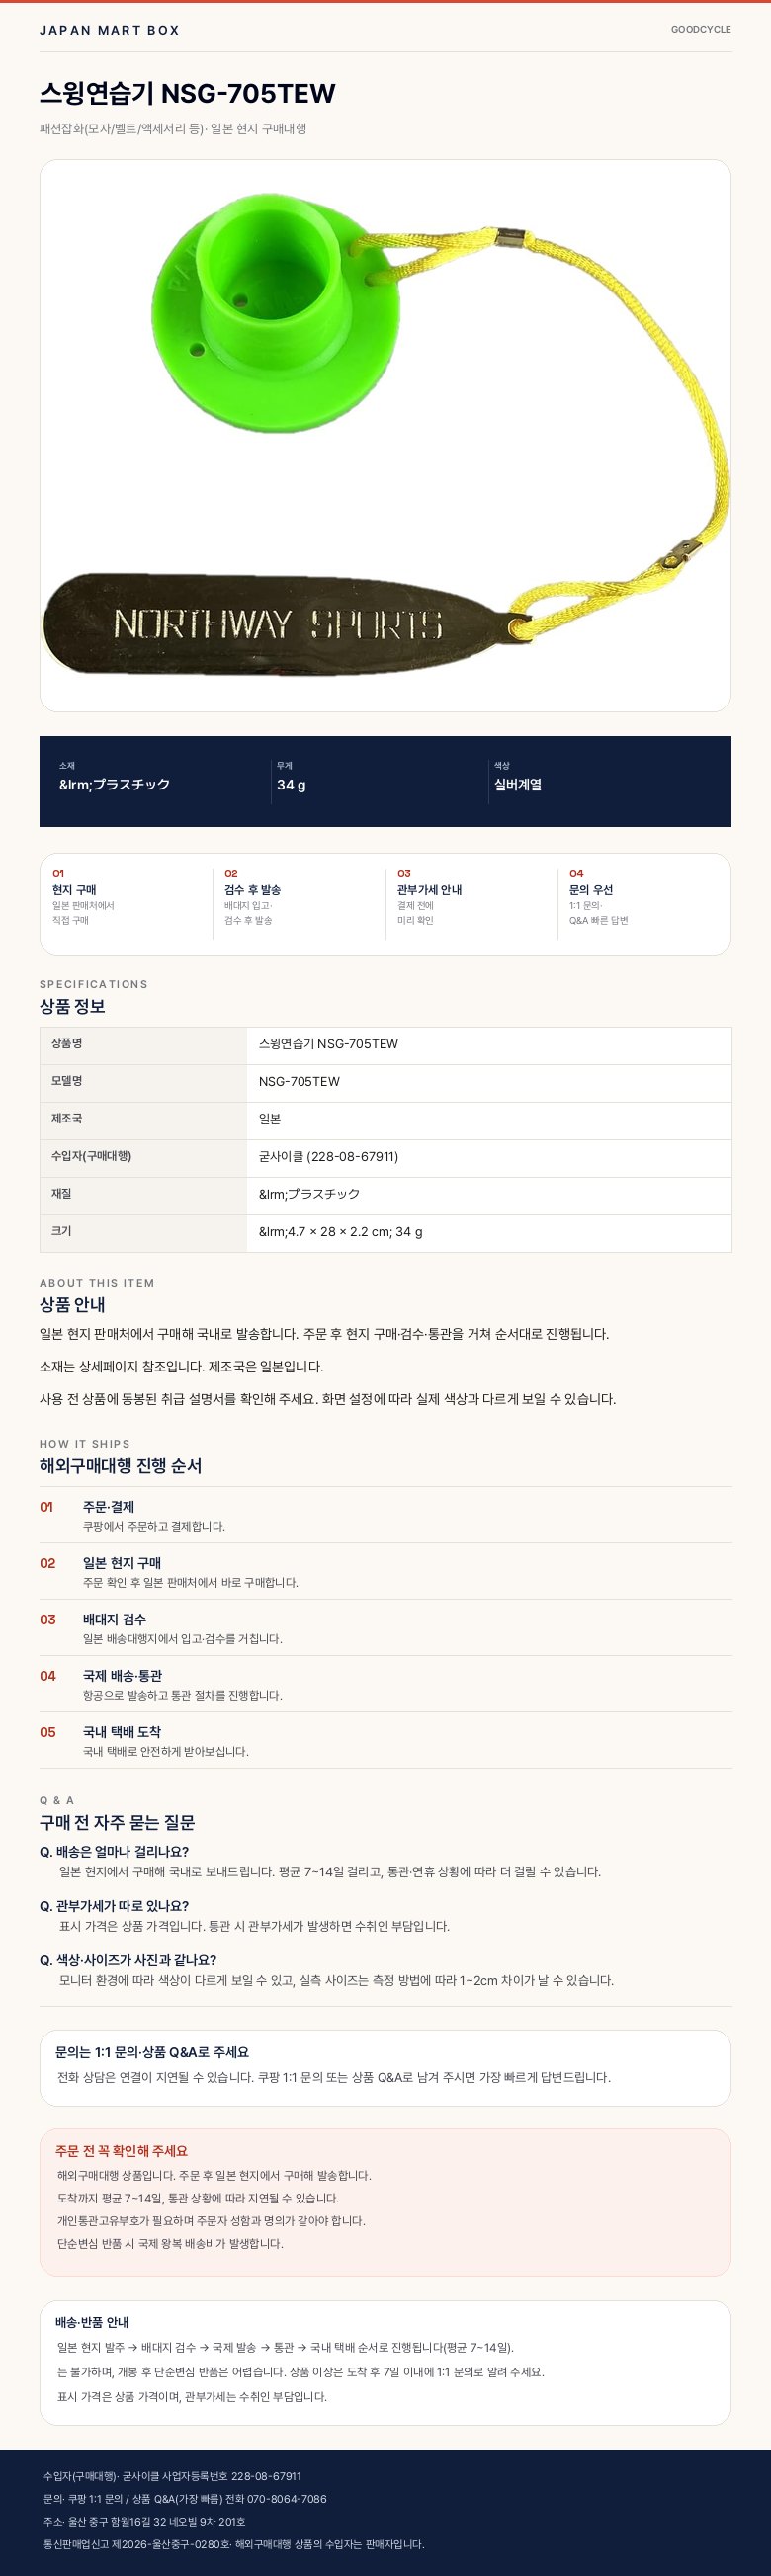 JAPAN MART BOX
GOODCYCLE
스윙연습기 NSG-705TEW
패션잡화(모자/벨트/액세서리 등) · 일본 현지 구매대행
NORTHWAY SPORTS
소재
&lrm;プラスチック
무게
34 g
색상
실버계열
01
현지 구매
일본 판매처에서
직접 구매
02
검수 후 발송
배대지 입고·
검수 후 발송
03
관부가세 안내
결제 전에
미리 확인
04
문의 우선
1:1 문의·
Q&A 빠른 답변
SPECIFICATIONS
상품 정보
상품명 스윙연습기 NSG-705TEW
모델명 NSG-705TEW
제조국 일본
수입자(구매대행) 굳사이클 (228-08-67911)
재질 &lrm;プラスチック
크기 &lrm;4.7 × 28 × 2.2 cm; 34 g
ABOUT THIS ITEM
상품 안내
일본 현지 판매처에서 구매해 국내로 발송합니다. 주문 후 현지 구매·검수·통관을 거쳐 순서대로 진행됩니다.
소재는 상세페이지 참조입니다. 제조국은 일본입니다.
사용 전 상품에 동봉된 취급 설명서를 확인해 주세요. 화면 설정에 따라 실제 색상과 다르게 보일 수 있습니다.
HOW IT SHIPS
해외구매대행 진행 순서
01 주문·결제
쿠팡에서 주문하고 결제합니다.
02 일본 현지 구매
주문 확인 후 일본 판매처에서 바로 구매합니다.
03 배대지 검수
일본 배송대행지에서 입고·검수를 거칩니다.
04 국제 배송·통관
항공으로 발송하고 통관 절차를 진행합니다.
05 국내 택배 도착
국내 택배로 안전하게 받아보십니다.
Q & A
구매 전 자주 묻는 질문
Q. 배송은 얼마나 걸리나요?
일본 현지에서 구매해 국내로 보내드립니다. 평균 7~14일 걸리고, 통관·연휴 상황에 따라 더 걸릴 수 있습니다.
Q. 관부가세가 따로 있나요?
표시 가격은 상품 가격입니다. 통관 시 관부가세가 발생하면 수취인 부담입니다.
Q. 색상·사이즈가 사진과 같나요?
모니터 환경에 따라 색상이 다르게 보일 수 있고, 실측 사이즈는 측정 방법에 따라 1~2cm 차이가 날 수 있습니다.
문의는 1:1 문의·상품 Q&A로 주세요
전화 상담은 연결이 지연될 수 있습니다. 쿠팡 1:1 문의 또는 상품 Q&A로 남겨 주시면 가장 빠르게 답변드립니다.
주문 전 꼭 확인해 주세요
해외구매대행 상품입니다. 주문 후 일본 현지에서 구매해 발송합니다.
도착까지 평균 7~14일, 통관 상황에 따라 지연될 수 있습니다.
개인통관고유부호가 필요하며 주문자 성함과 명의가 같아야 합니다.
단순변심 반품 시 국제 왕복 배송비가 발생합니다.
배송·반품 안내
일본 현지 발주 → 배대지 검수 → 국제 발송 → 통관 → 국내 택배 순서로 진행됩니다(평균 7~14일).
는 불가하며, 개봉 후 단순변심 반품은 어렵습니다. 상품 이상은 도착 후 7일 이내에 1:1 문의로 알려 주세요.
표시 가격은 상품 가격이며, 관부가세는 수취인 부담입니다.
수입자(구매대행)· 굳사이클 사업자등록번호 228-08-67911
문의· 쿠팡 1:1 문의 / 상품 Q&A(가장 빠름) 전화 070-8064-7086
주소· 울산 중구 함월16길 32 네오빌 9차 201호
통신판매업신고 제2026-울산중구-0280호· 해외구매대행 상품의 수입자는 판매자입니다.